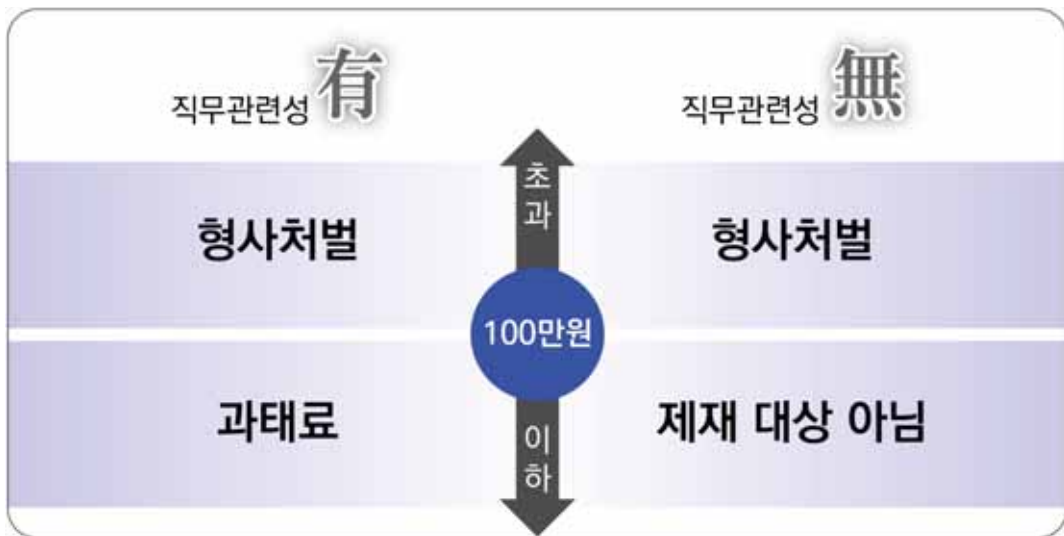 직무관련성 有
직무관련성 無
초과
형사처벌
형사처벌
100만원
과태료
제재 대상 아님
이하